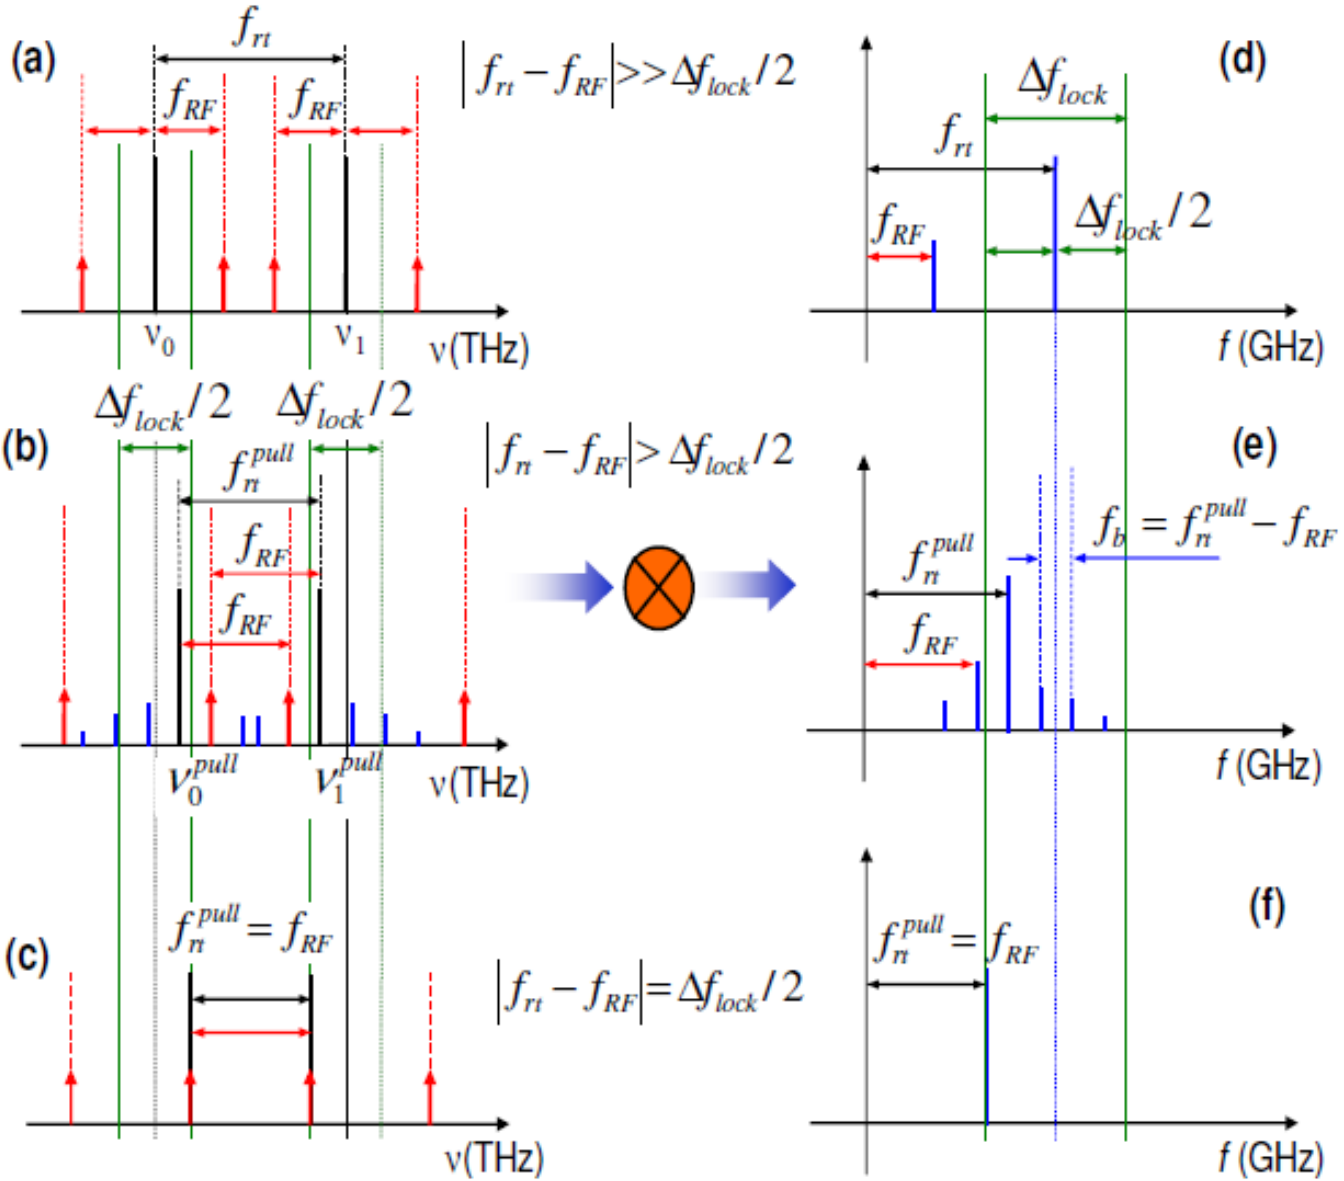 (a)
f_rt
f_RF f_RF
|f_rt − f_RF| >> Δf_lock/2
ν_0 ν_1 ν(THz)
(d)
Δf_lock
f_rt
f_RF
Δf_lock/2
f (GHz)
Δf_lock/2 Δf_lock/2
(b)
f_rt^pull
f_RF
f_RF
|f_rt − f_RF| > Δf_lock/2
ν_0^pull ν_1^pull ν(THz)
(e)
f_b = f_rt^pull − f_RF
f_rt^pull
f_RF
f (GHz)
(c)
f_rt^pull = f_RF
|f_rt − f_RF| = Δf_lock/2
ν(THz)
(f)
f_rt^pull = f_RF
f (GHz)